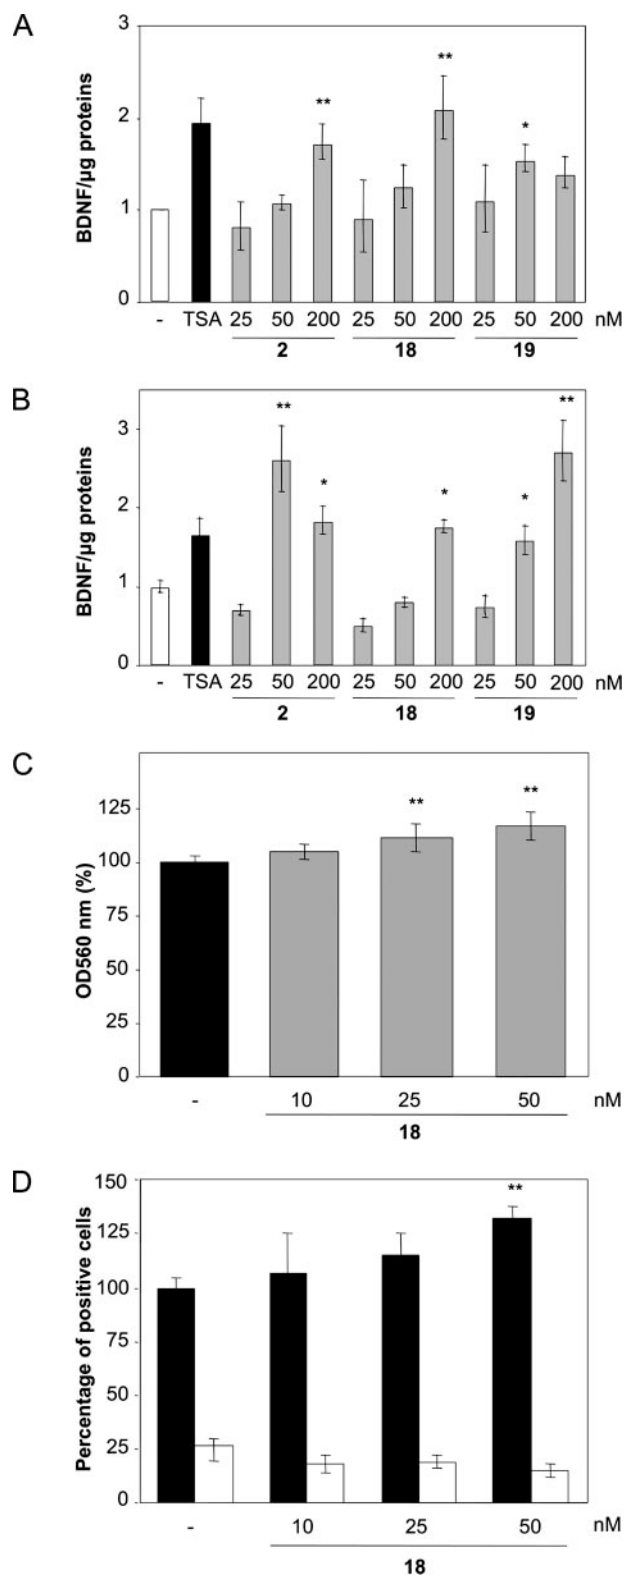 A
BDNF/µg proteins
3
2
1
0
** ** *
- TSA 25 50 200 25 50 200 25 50 200 nM
2 18 19
B
BDNF/µg proteins
3
2
1
0
** * * * **
- TSA 25 50 200 25 50 200 25 50 200 nM
2 18 19
C
OD560 nm (%)
125
100
75
50
25
0
** **
- 10 25 50 nM
18
D
Percentage of positive cells
150
125
100
75
50
25
0
**
- 10 25 50 nM
18